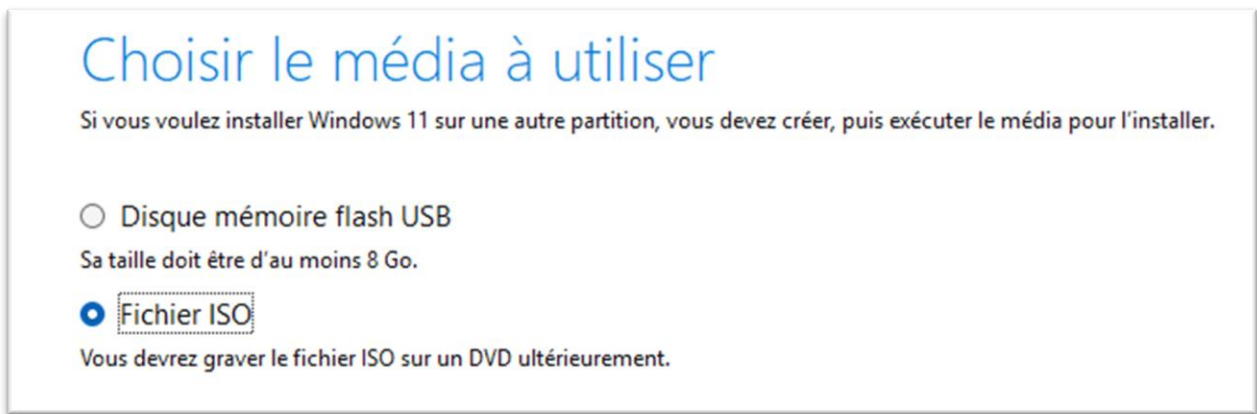 Choisir le média à utiliser
Si vous voulez installer Windows 11 sur une autre partition, vous devez créer, puis exécuter le média pour l'installer.
Disque mémoire flash USB
Sa taille doit être d'au moins 8 Go.
Fichier ISO
Vous devrez graver le fichier ISO sur un DVD ultérieurement.